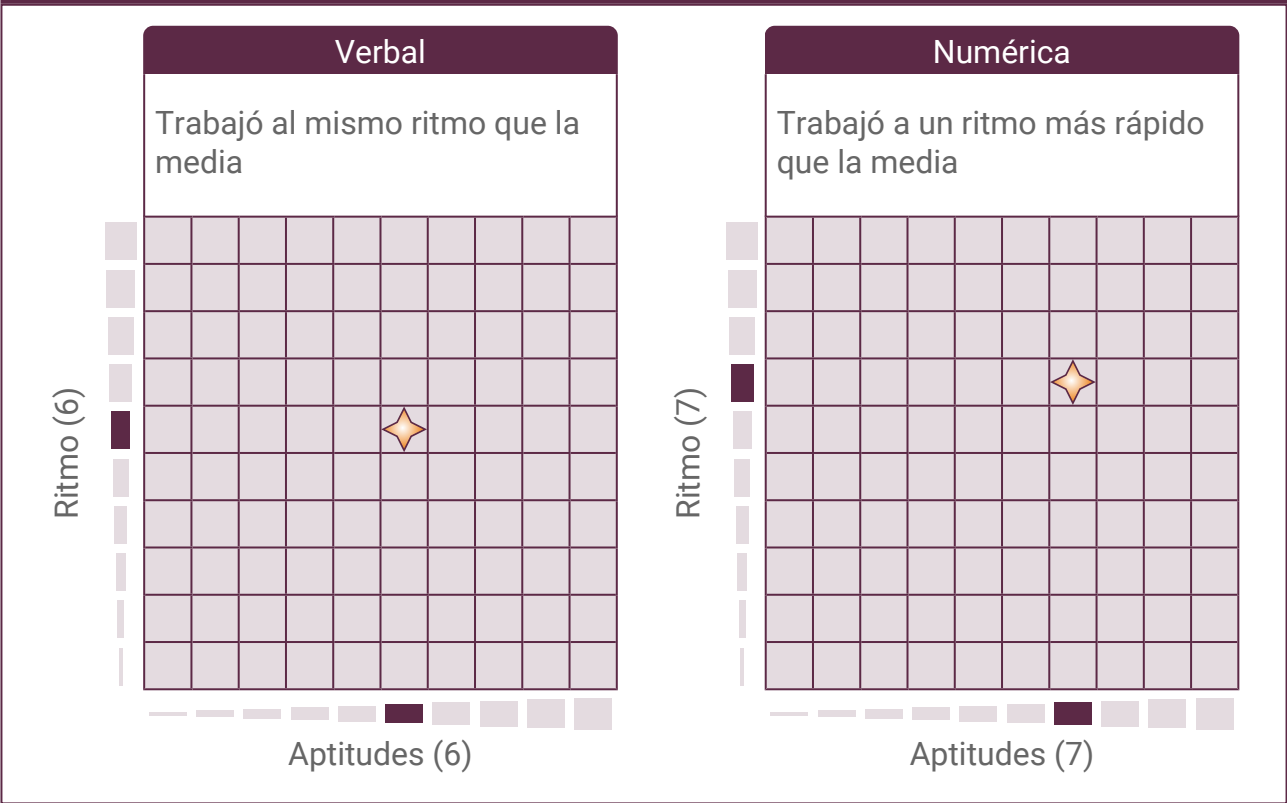 Verbal
Trabajó al mismo ritmo que la
media
Ritmo (6)
Aptitudes (6)
Numérica
Trabajó a un ritmo más rápido
que la media
Ritmo (7)
Aptitudes (7)